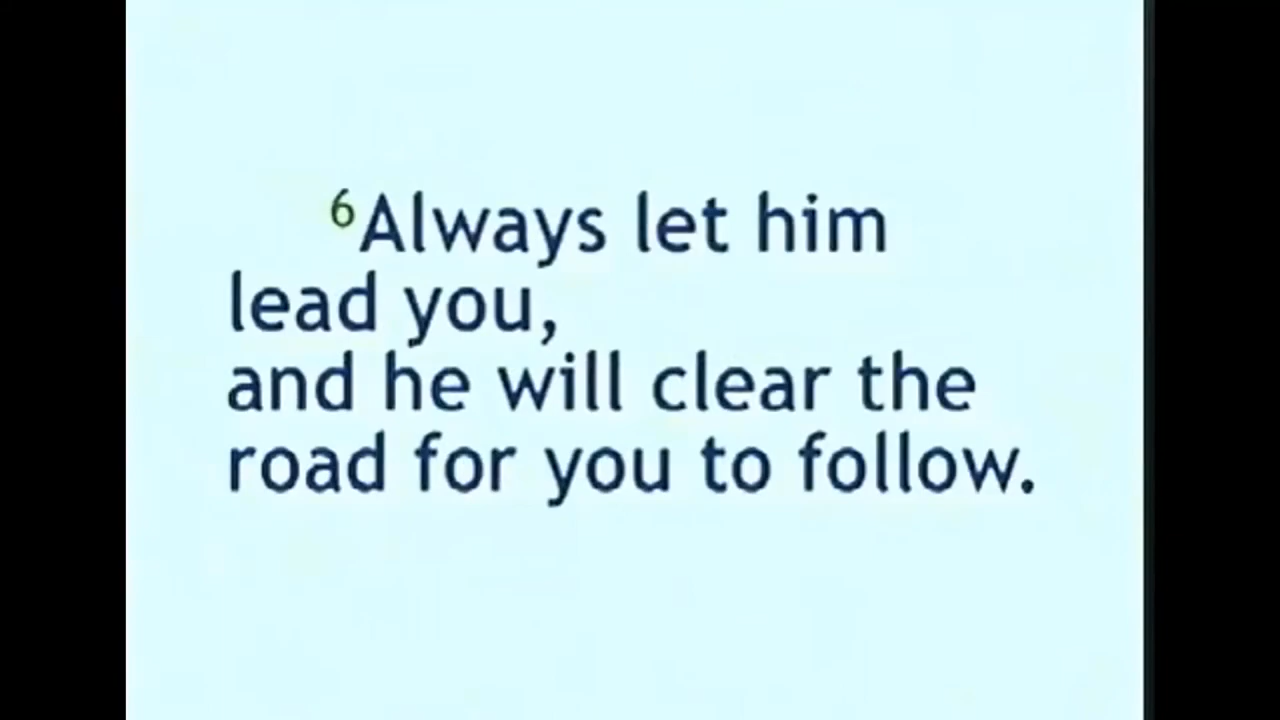 ⁶Always let him
lead you,
and he will clear the
road for you to follow.